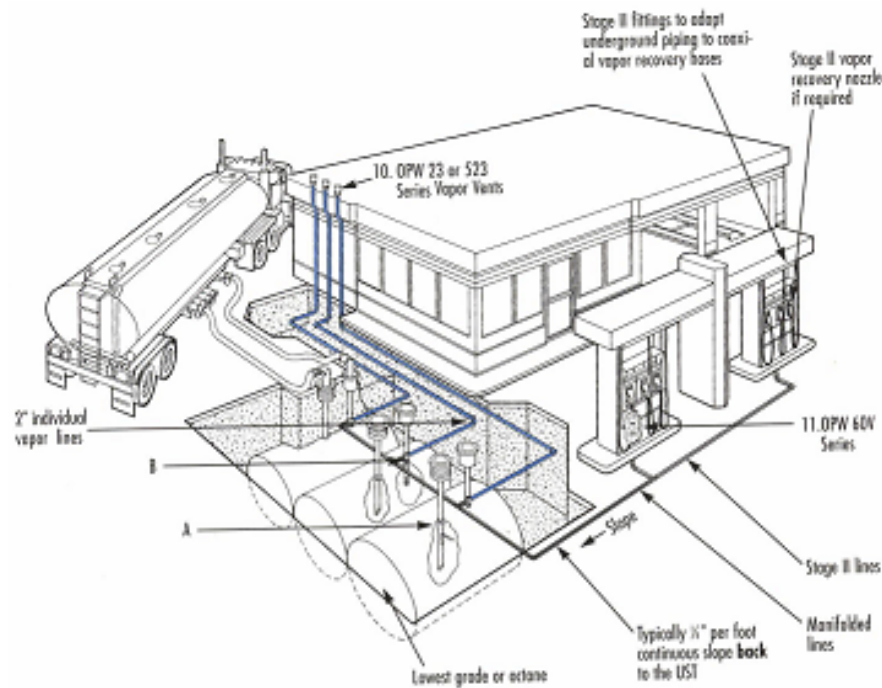 Stage II fittings to adapt
underground piping to coaxi-
al vapor recovery hoses
Stage II vapor
recovery nozzle
if required
10. OPW 23 or 523
Series Vapor Vents
2" individual
vapor lines
11.OPW 60V
Series
B
A
Slope
Stage II lines
Manifolded
lines
Typically per foot
continuous slope back
to the UST
Lowest grade or octane